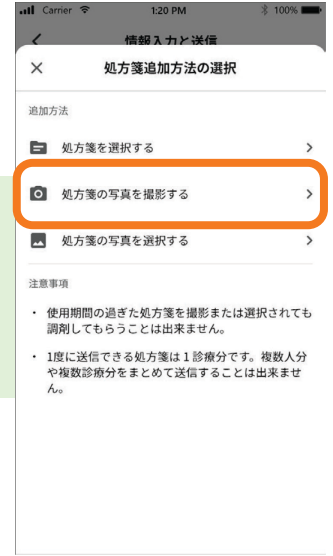 Carrier 1:20 PM 100%
情報入力と送信
処方箋追加方法の選択
追加方法
処方箋を選択する
処方箋の写真を撮影する
処方箋の写真を選択する
注意事項
・ 使用期間の過ぎた処方箋を撮影または選択されても
調剤してもらうことは出来ません。
・ 1度に送信できる処方箋は1診療分です。複数人分
や複数診療分をまとめて送信することは出来ませ
ん。